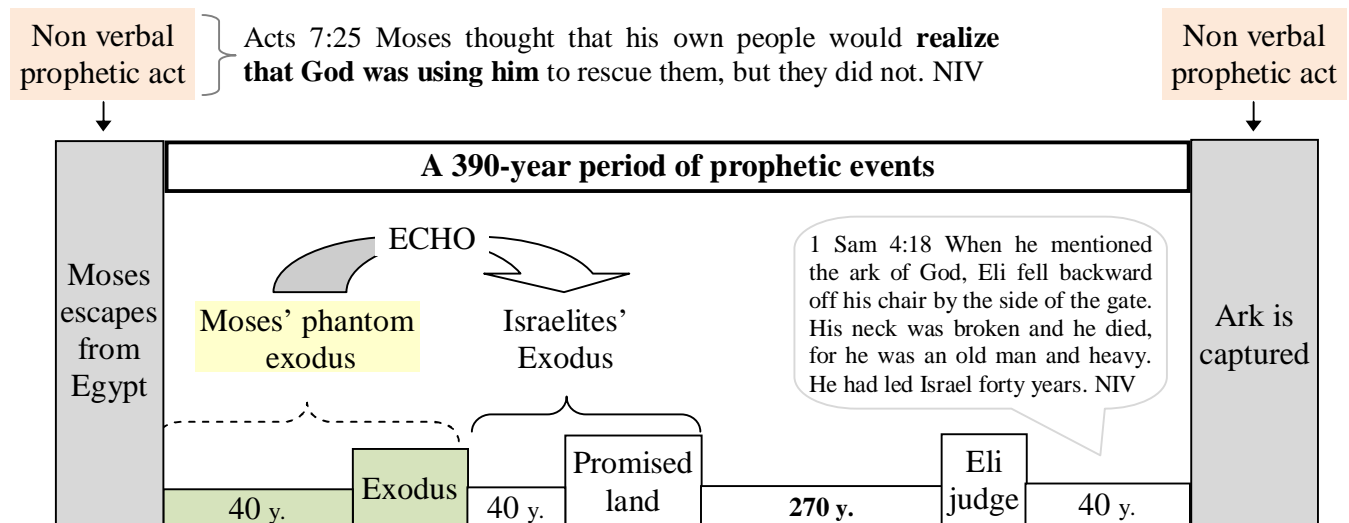 Non verbal
prophetic act
Acts 7:25 Moses thought that his own people would realize
that God was using him to rescue them, but they did not. NIV
Non verbal
prophetic act
A 390-year period of prophetic events
Moses
escapes
from
Egypt
ECHO
Moses’ phantom
exodus
Israelites’
Exodus
1 Sam 4:18 When he mentioned
the ark of God, Eli fell backward
off his chair by the side of the gate.
His neck was broken and he died,
for he was an old man and heavy.
He had led Israel forty years. NIV
Ark is
captured
40 y.
Exodus
40 y.
Promised
land
270 y.
Eli
judge
40 y.